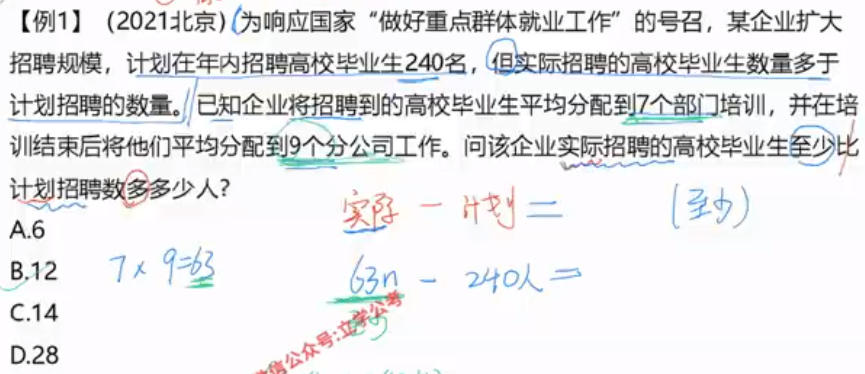 【例1】（2021北京）为响应国家“做好重点群体就业工作”的号召，某企业扩大
招聘规模，计划在年内招聘高校毕业生240名，但实际招聘的高校毕业生数量多于
计划招聘的数量。已知企业将招聘到的高校毕业生平均分配到7个部门培训，并在培
训结束后将他们平均分配到9个分公司工作。问该企业实际招聘的高校毕业生至少比
计划招聘数多多少人？
实际 － 计划 ＝ （至少）
A.6
B.12 7×9=63
63n － 240人＝
C.14
微信公众号:立学公考
D.28